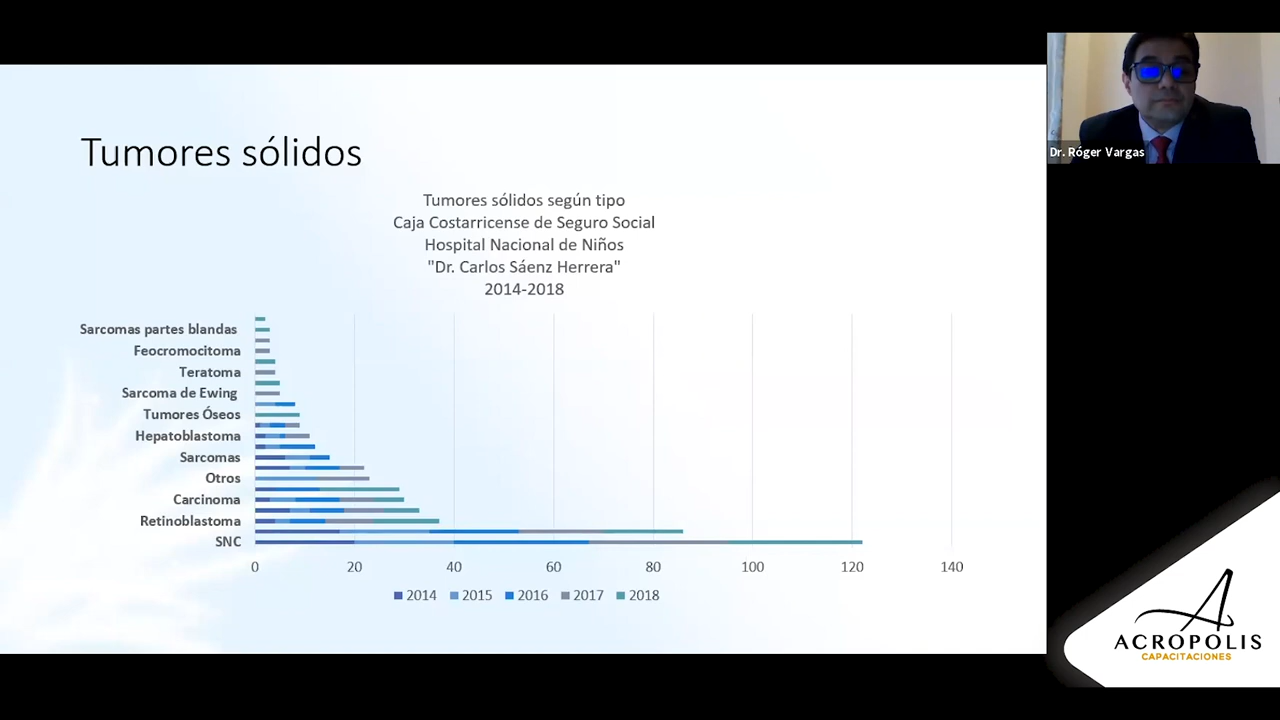 Tumores sólidos
Tumores sólidos según tipo
Caja Costarricense de Seguro Social
Hospital Nacional de Niños
"Dr. Carlos Sáenz Herrera"
2014-2018
Sarcomas partes blandas
Feocromocitoma
Teratoma
Sarcoma de Ewing
Tumores Óseos
Hepatoblastoma
Sarcomas
Otros
Carcinoma
Retinoblastoma
SNC
0 20 40 60 80 100 120 140
2014 2015 2016 2017 2018
Dr. Róger Vargas
ACROPOLIS
CAPACITACIONES